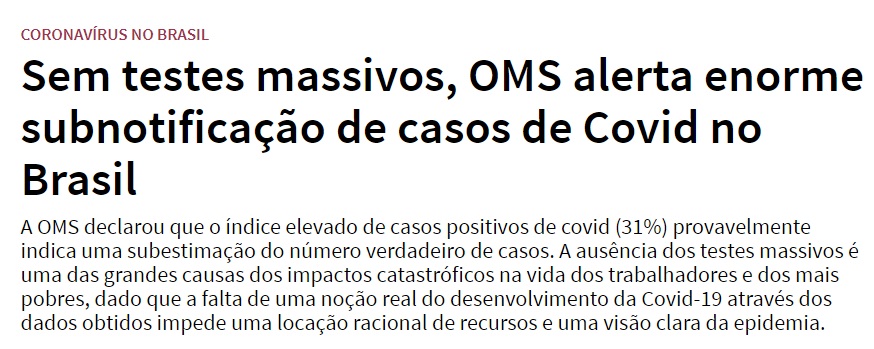 CORONAVÍRUS NO BRASIL
Sem testes massivos, OMS alerta enorme
subnotificação de casos de Covid no
Brasil
A OMS declarou que o índice elevado de casos positivos de covid (31%) provavelmente
indica uma subestimação do número verdadeiro de casos. A ausência dos testes massivos é
uma das grandes causas dos impactos catastróficos na vida dos trabalhadores e dos mais
pobres, dado que a falta de uma noção real do desenvolvimento da Covid-19 através dos
dados obtidos impede uma locação racional de recursos e uma visão clara da epidemia.